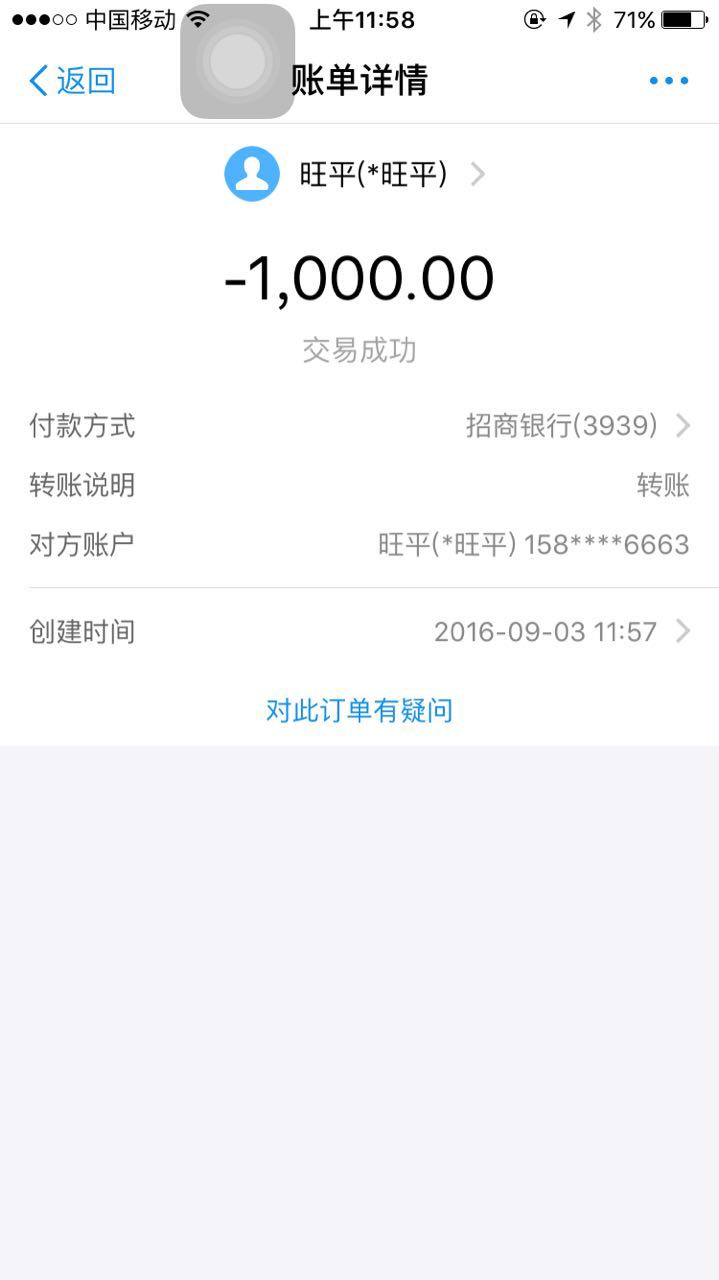 中国移动 上午11:58 71%
返回 账单详情
旺平(*旺平)
-1,000.00
交易成功
付款方式 招商银行(3939)
转账说明 转账
对方账户 旺平(*旺平) 158****6663
创建时间 2016-09-03 11:57
对此订单有疑问